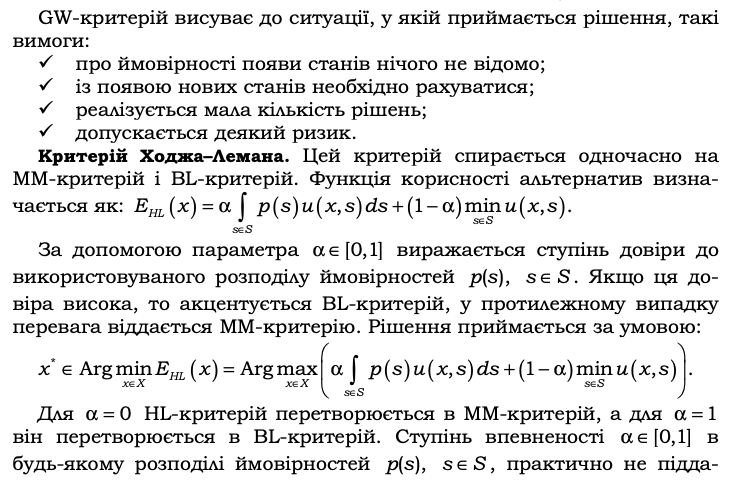 GW-критерій висуває до ситуації, у якій приймається рішення, такі
вимоги:
✓ про ймовірності появи станів нічого не відомо;
✓ із появою нових станів необхідно рахуватися;
✓ реалізується мала кількість рішень;
✓ допускається деякий ризик.
Критерій Ходжа–Лемана. Цей критерій спирається одночасно на
ММ-критерій і BL-критерій. Функція корисності альтернатив визна-
чається як: E_{HL}(x) = α ∫_{s∈S} p(s)u(x,s)ds + (1 − α) min_{s∈S} u(x,s).
За допомогою параметра α ∈ [0,1] виражається ступінь довіри до
використовуваного розподілу ймовірностей p(s), s ∈ S. Якщо ця до-
віра висока, то акцентується BL-критерій, у протилежному випадку
перевага віддається ММ-критерію. Рішення приймається за умовою:
x* ∈ Arg min_{x∈X} E_{HL}(x) = Arg max_{x∈X} (α ∫_{s∈S} p(s)u(x,s)ds + (1 − α) min_{s∈S} u(x,s)).
Для α = 0 HL-критерій перетворюється в ММ-критерій, а для α = 1
він перетворюється в BL-критерій. Ступінь впевненості α ∈ [0,1] в
будь-якому розподілі ймовірностей p(s), s ∈ S, практично не підда-